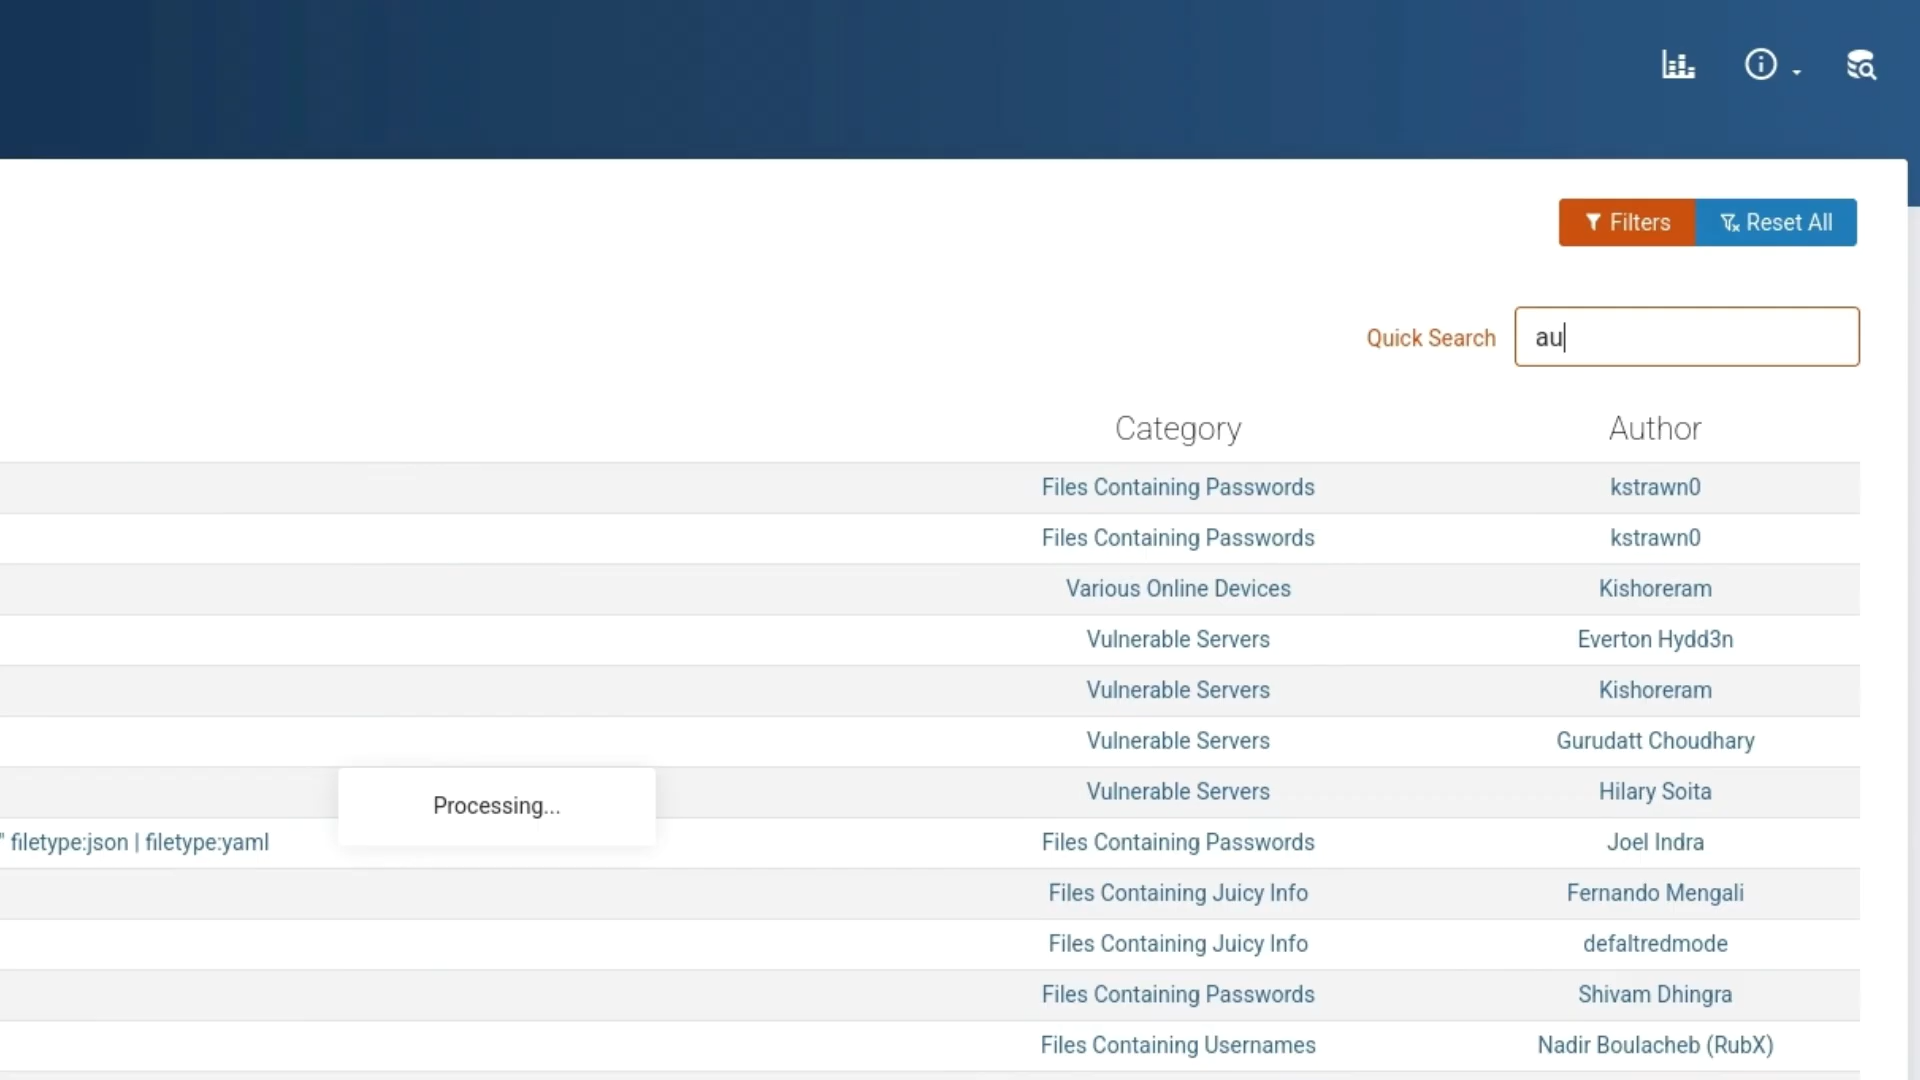 Filters Reset All
Quick Search au
Category Author
Files Containing Passwords kstrawn0
Files Containing Passwords kstrawn0
Various Online Devices Kishoreram
Vulnerable Servers Everton Hydd3n
Vulnerable Servers Kishoreram
Vulnerable Servers Gurudatt Choudhary
Vulnerable Servers Hilary Soita
Processing...
" filetype:json | filetype:yaml Files Containing Passwords Joel Indra
Files Containing Juicy Info Fernando Mengali
Files Containing Juicy Info defaltredmode
Files Containing Passwords Shivam Dhingra
Files Containing Usernames Nadir Boulacheb (RubX)